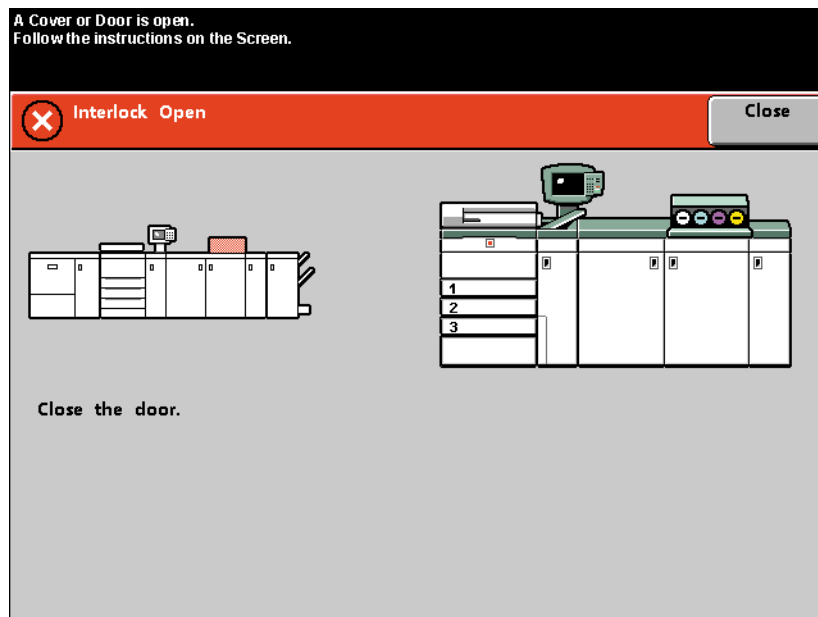 A Cover or Door is open.
Follow the instructions on the Screen.
Interlock Open
Close
1
2
3
Close the door.